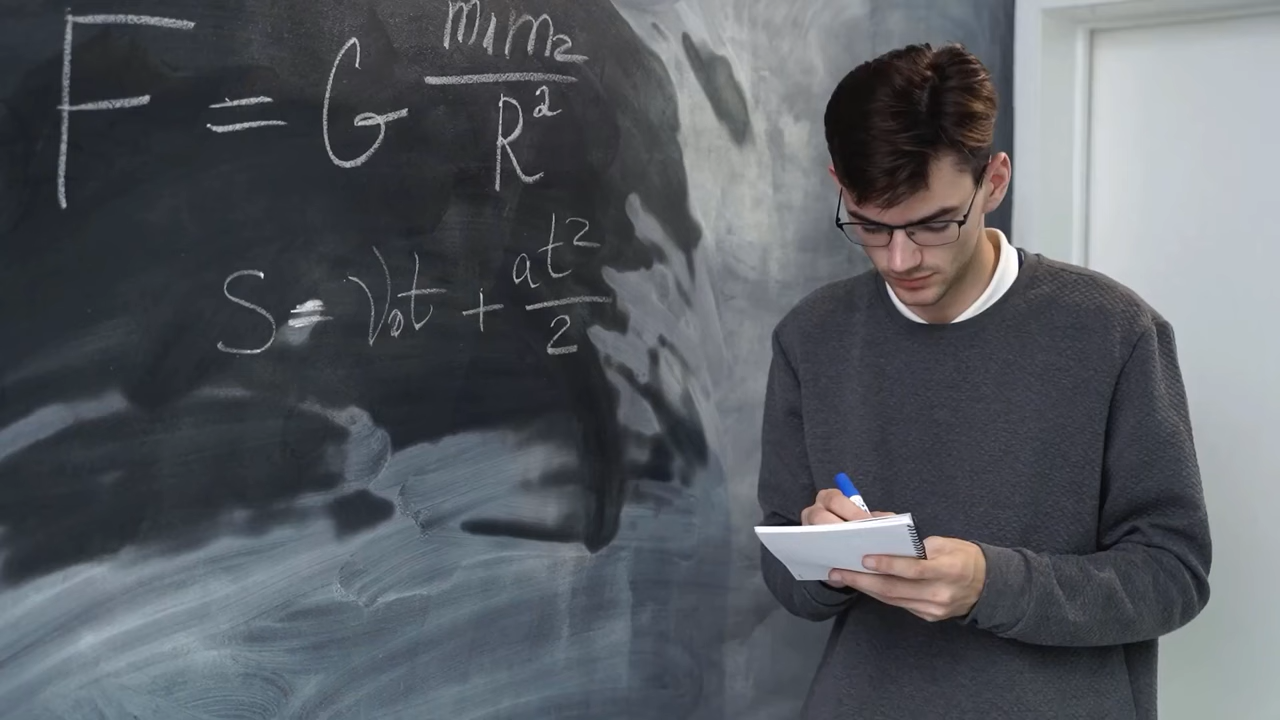 F = G m₁m₂/R²
S = V₀t + at²/2